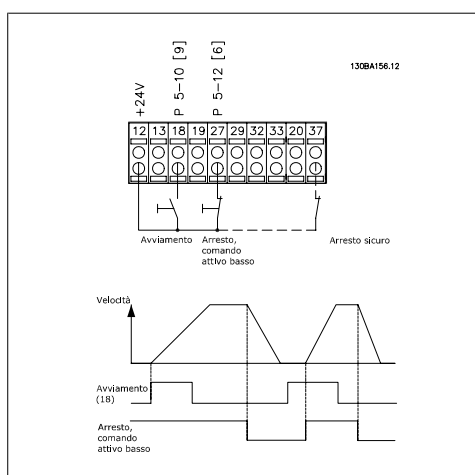 130BA156.12
+24V
P 5-10 [9]
P 5-12 [6]
12 13 18 19 27 29 32 33 20 37
Avviamento
Arresto,
comando
attivo basso
Arresto sicuro
Velocità
Avviamento
(18)
Arresto,
comando
attivo basso